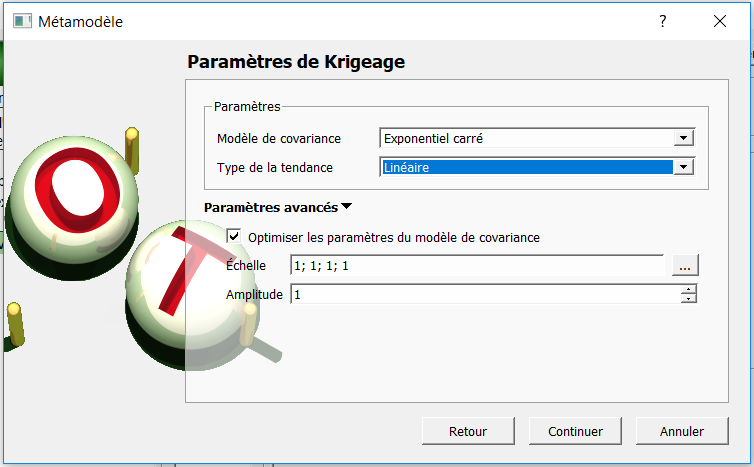 Métamodèle
Paramètres de Krigeage
Paramètres
Modèle de covariance Exponentiel carré
Type de la tendance Linéaire
Paramètres avancés
Optimiser les paramètres du modèle de covariance
Échelle 1; 1; 1; 1 ...
Amplitude 1
Retour Continuer Annuler